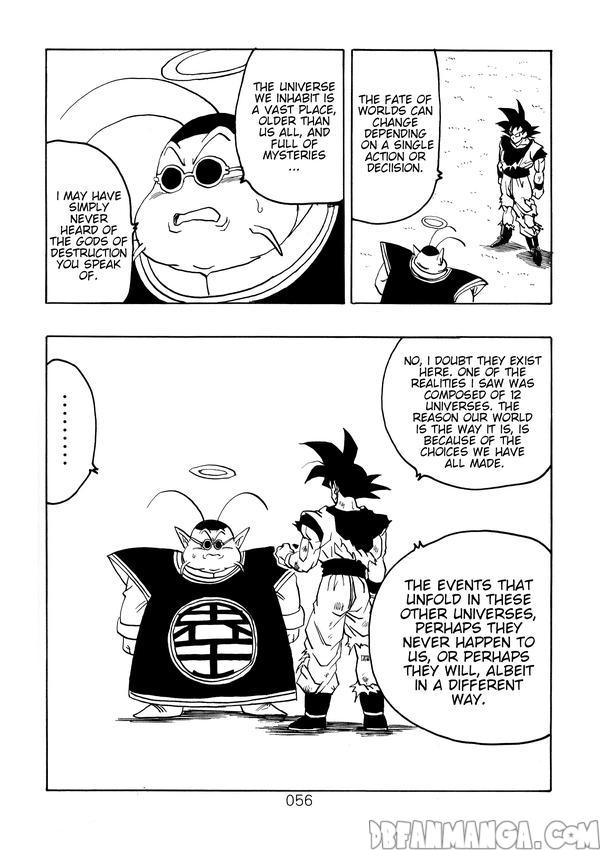 THE FATE OF
WORLDS CAN
CHANGE
DEPENDING
ON A SINGLE
ACTION OR
DECIISION.
THE UNIVERSE
WE INHABIT IS
A VAST PLACE,
OLDER THAN
US ALL, AND
FULL OF
MYSTERIES
...
I MAY HAVE
SIMPLY
NEVER
HEARD OF
THE GODS OF
DESTRUCTION
YOU SPEAK
OF.
NO, I DOUBT THEY EXIST
HERE. ONE OF THE
REALITIES I SAW WAS
COMPOSED OF 12
UNIVERSES. THE
REASON OUR WORLD
IS THE WAY IT IS, IS
BECAUSE OF THE
CHOICES WE HAVE
ALL MADE.
THE EVENTS THAT
UNFOLD IN THESE
OTHER UNIVERSES,
PERHAPS THEY
NEVER HAPPEN TO
US, OR PERHAPS
THEY WILL, ALBEIT
IN A DIFFERENT
WAY.
........
056
DBFANMANGA.COM